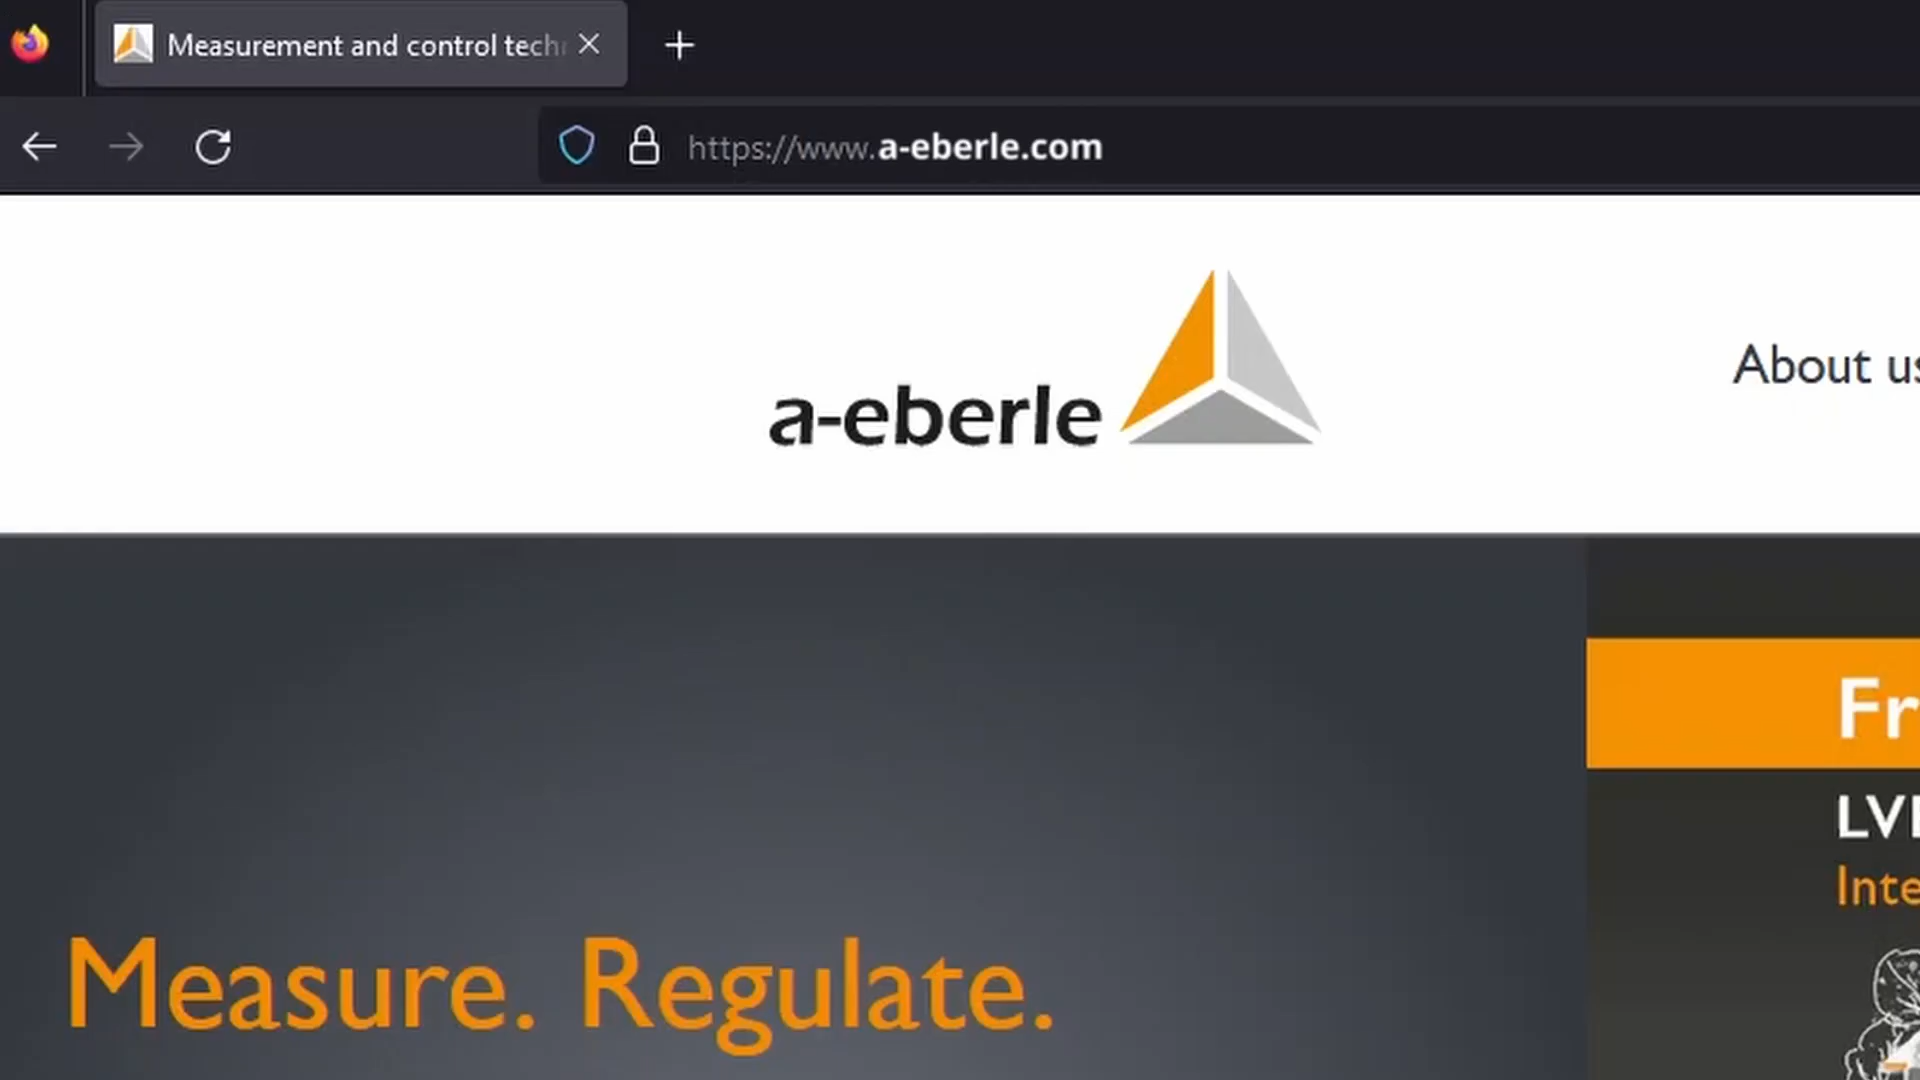 Measurement and control tech
https://www.a-eberle.com
a-eberle
About us
Fr
LV
Inte
Measure. Regulate.